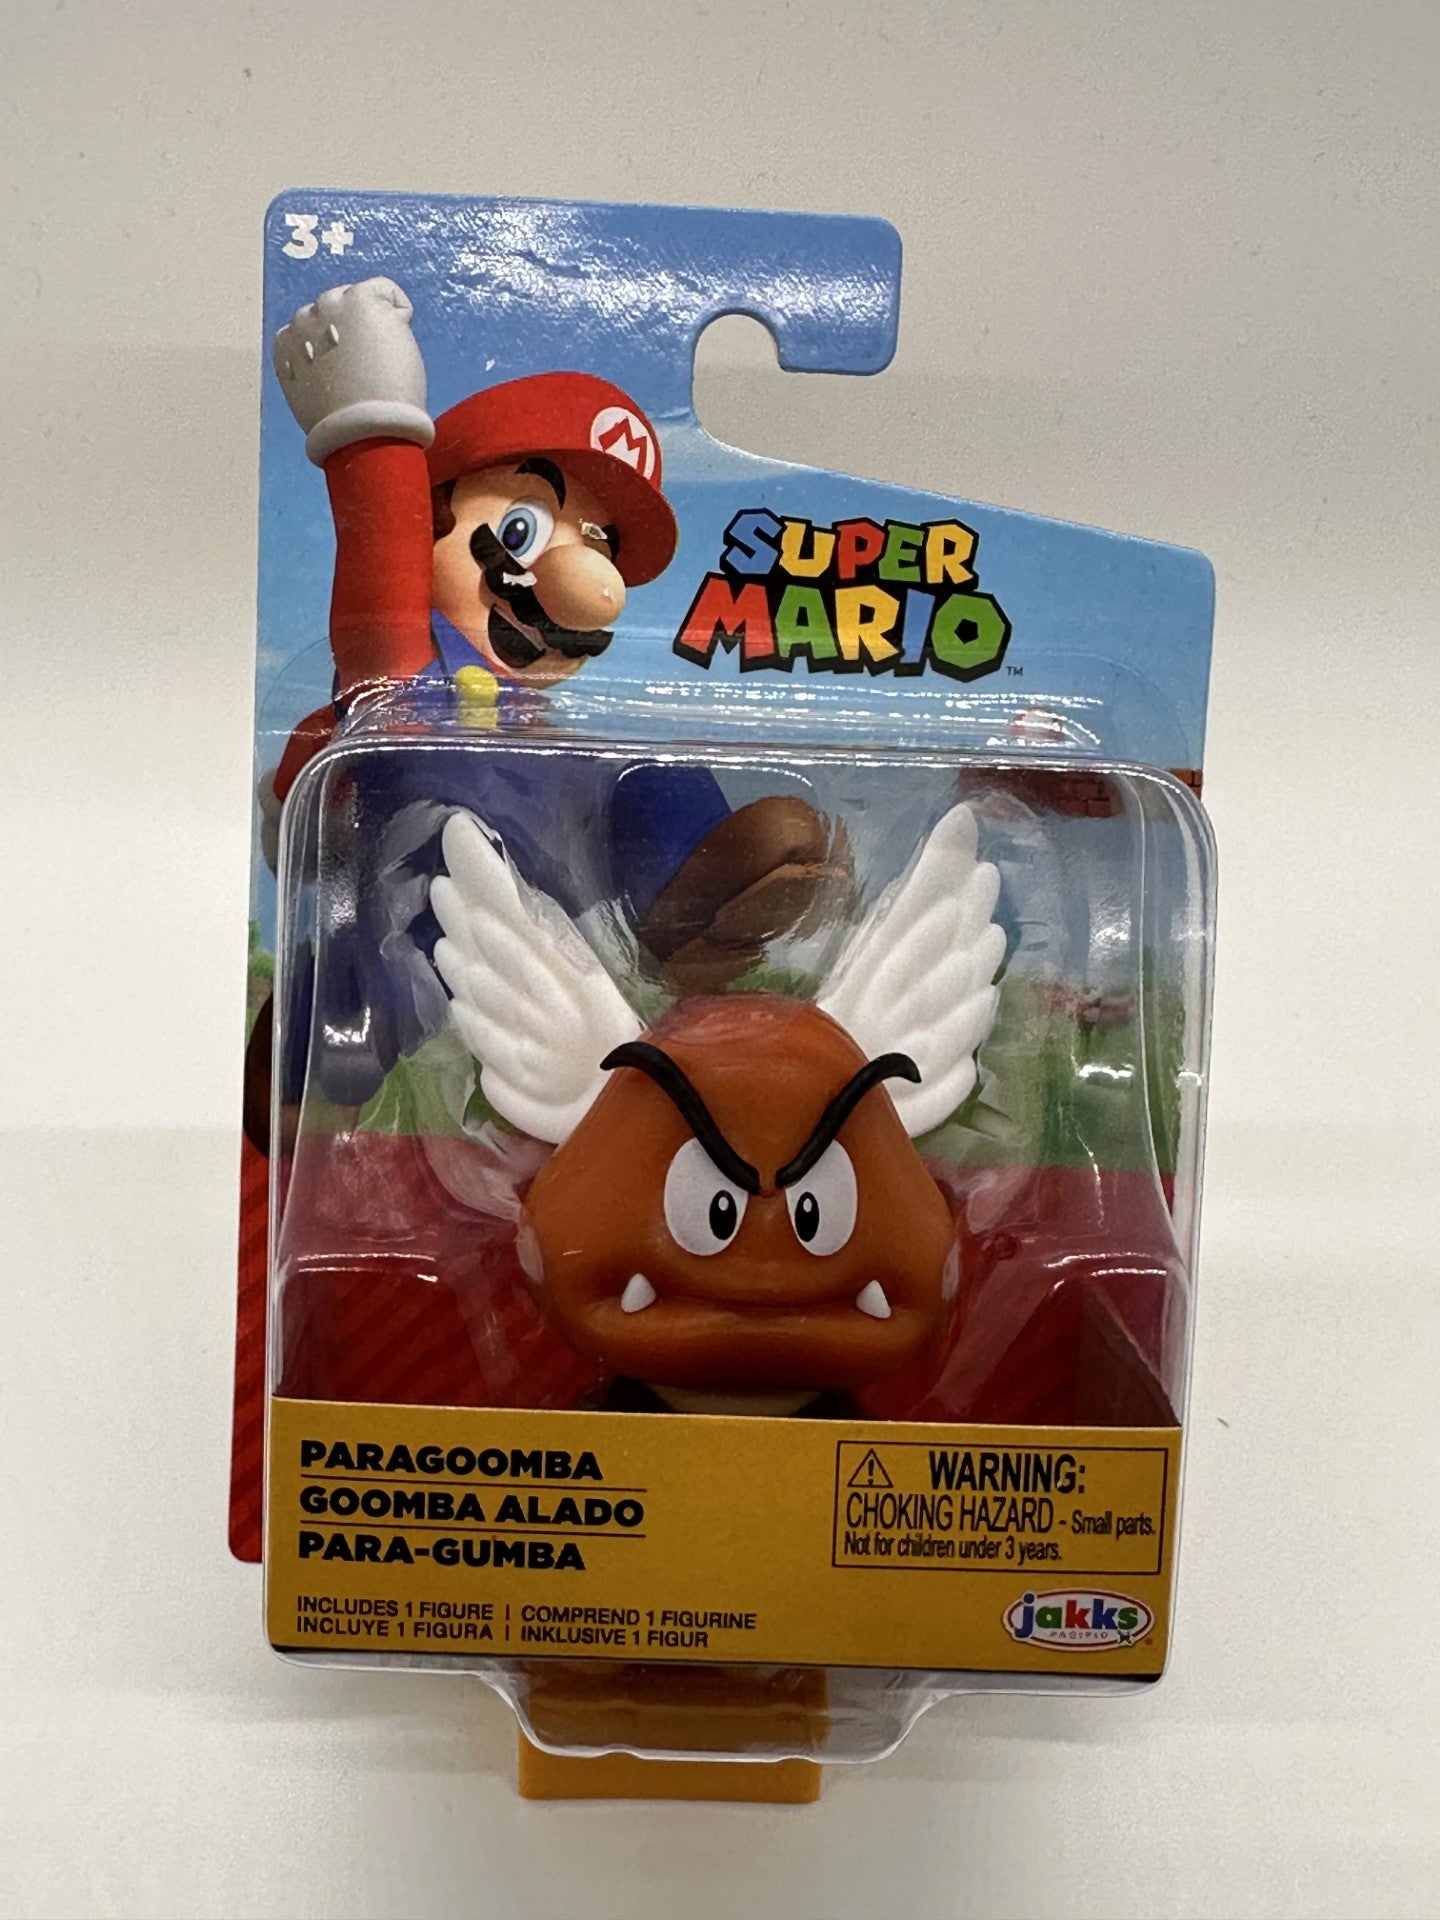 3+
M
SUPER
MARIO
TM
PARAGOOMBA
GOOMBA ALADO
PARA-GUMBA
INCLUDES 1 FIGURE | COMPREND 1 FIGURINE
INCLUYE 1 FIGURA | INKLUSIVE 1 FIGUR
WARNING:
CHOKING HAZARD - Small parts.
Not for children under 3 years.
jakks
PACIFIC